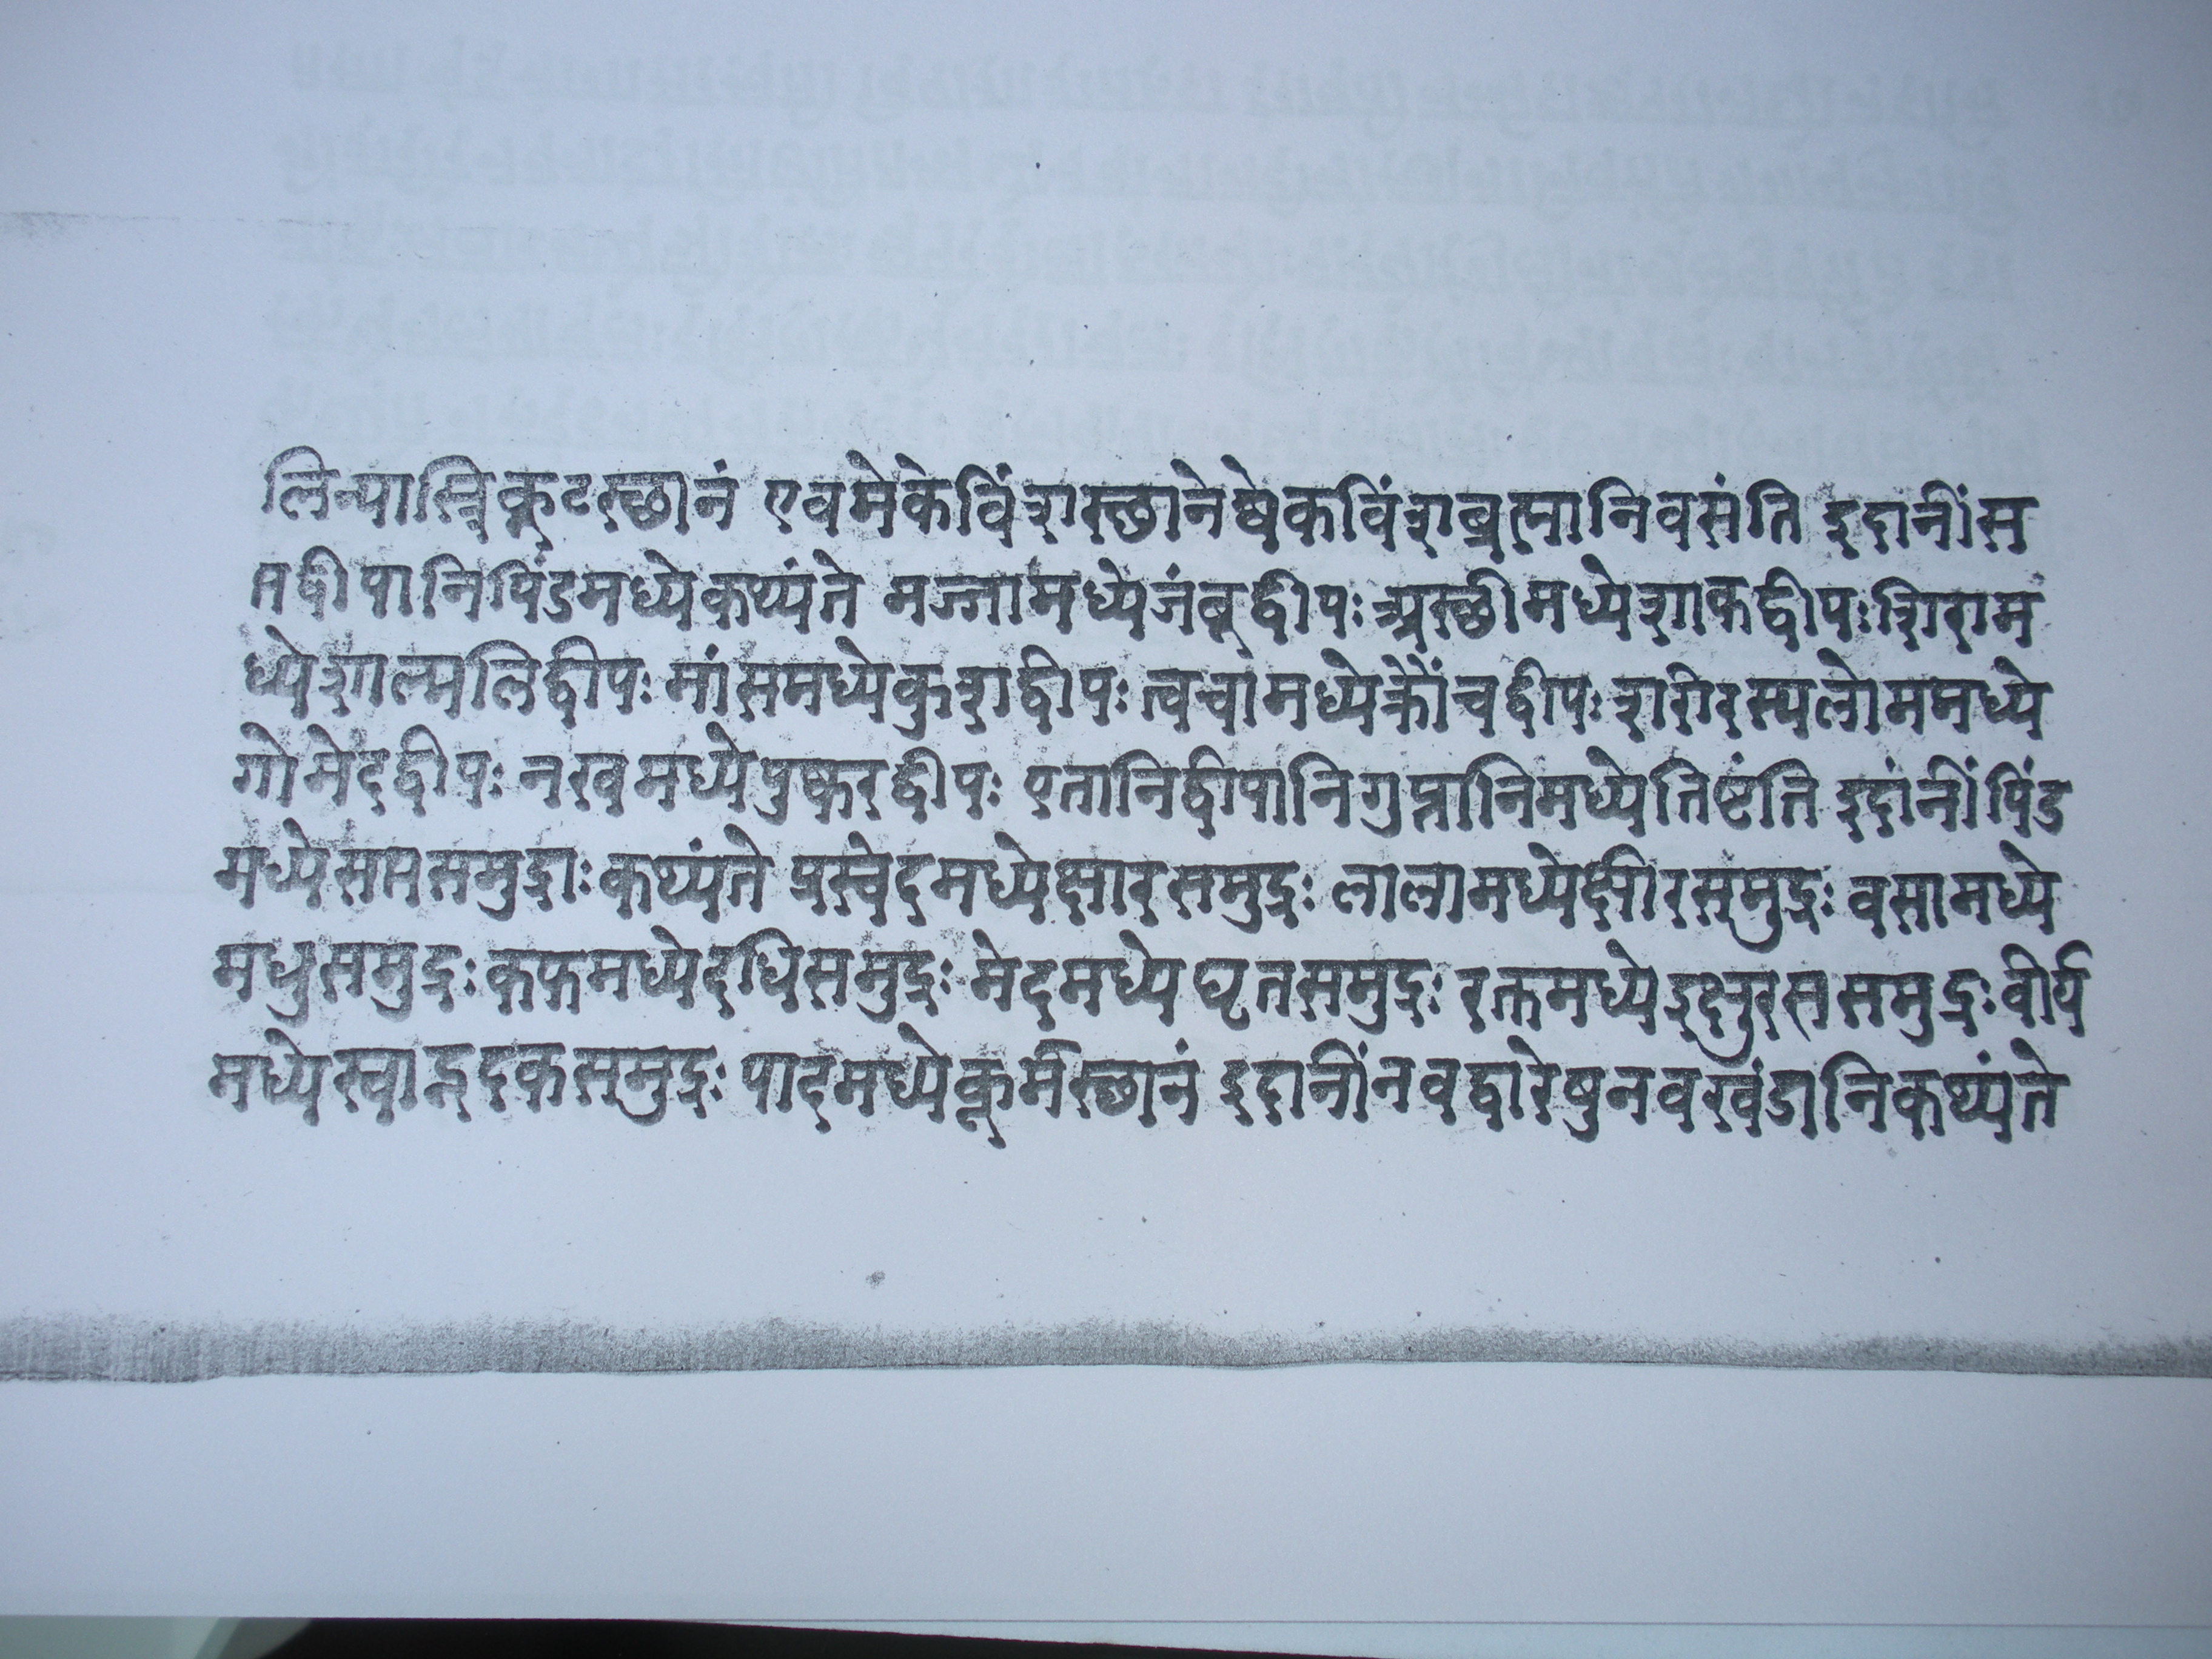 लिन्यास्त्रिकूटस्छानं एवमेकेविंशस्छानेष्वेकविंशब्रह्मानिवसंति इदानींस
प्तद्वीपानिपिंडमध्येकथ्यंते मज्जामध्येजंबूद्वीपः अस्छीमध्येशाकद्वीपःशिराम
ध्येशाल्मलिद्वीपः मांसमध्येकुशद्वीपः त्वचामध्येक्रौंचद्वीपः शरीरस्यलोममध्ये
गोमेदद्वीपः नखमध्येपुष्करद्वीपः एतानिद्वीपानिगुप्तानिमध्येतिष्टंति इदांनींपिंड
मध्येसप्तसमुद्राःकथ्यंते प्रस्वेदमध्येक्षारसमुद्रः लालामध्येक्षीरसमुद्रः वसामध्ये
मधुसमुद्रः कफमध्येदधिसमुद्रः मेदमध्येघृतसमुद्रः रक्तमध्येइक्षुरससमुद्रः वीर्य
मध्येस्वादूदकसमुद्रः पादमध्येकूर्मस्छानं इदानींनवद्वारेषुनवखंडानिकथ्यंते